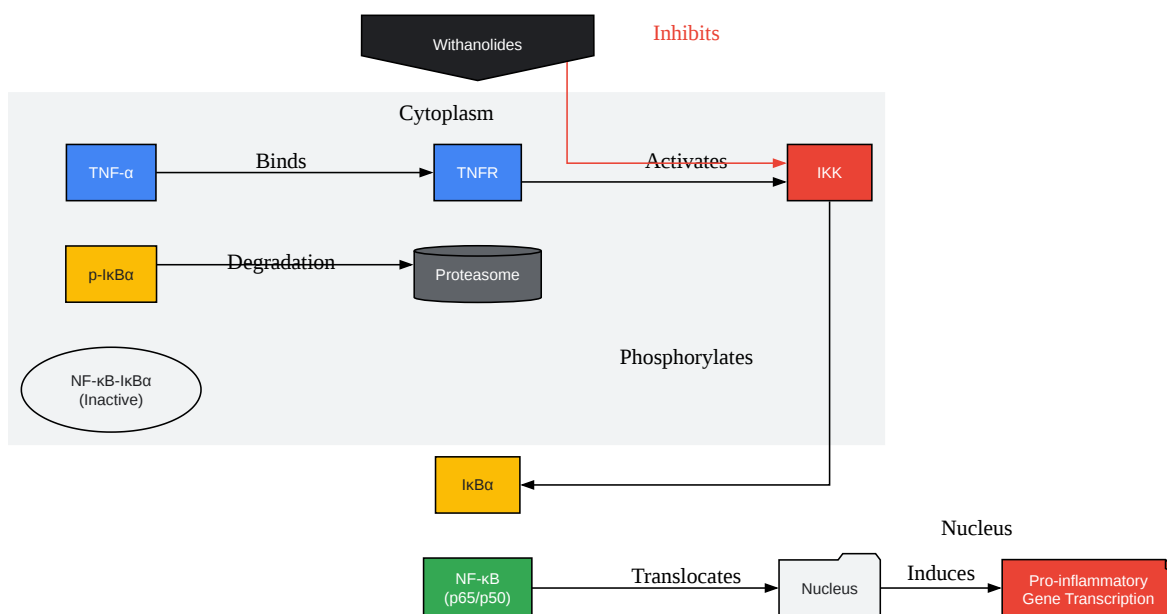 Withanolides
Inhibits
Cytoplasm
TNF-α
Binds
TNFR
Activates
IKK
p-IκBα
Degradation
Proteasome
Phosphorylates
NF-κB-IκBα
(Inactive)
IκBα
Nucleus
NF-κB
(p65/p50)
Translocates
Nucleus
Induces
Pro-inflammatory
Gene Transcription